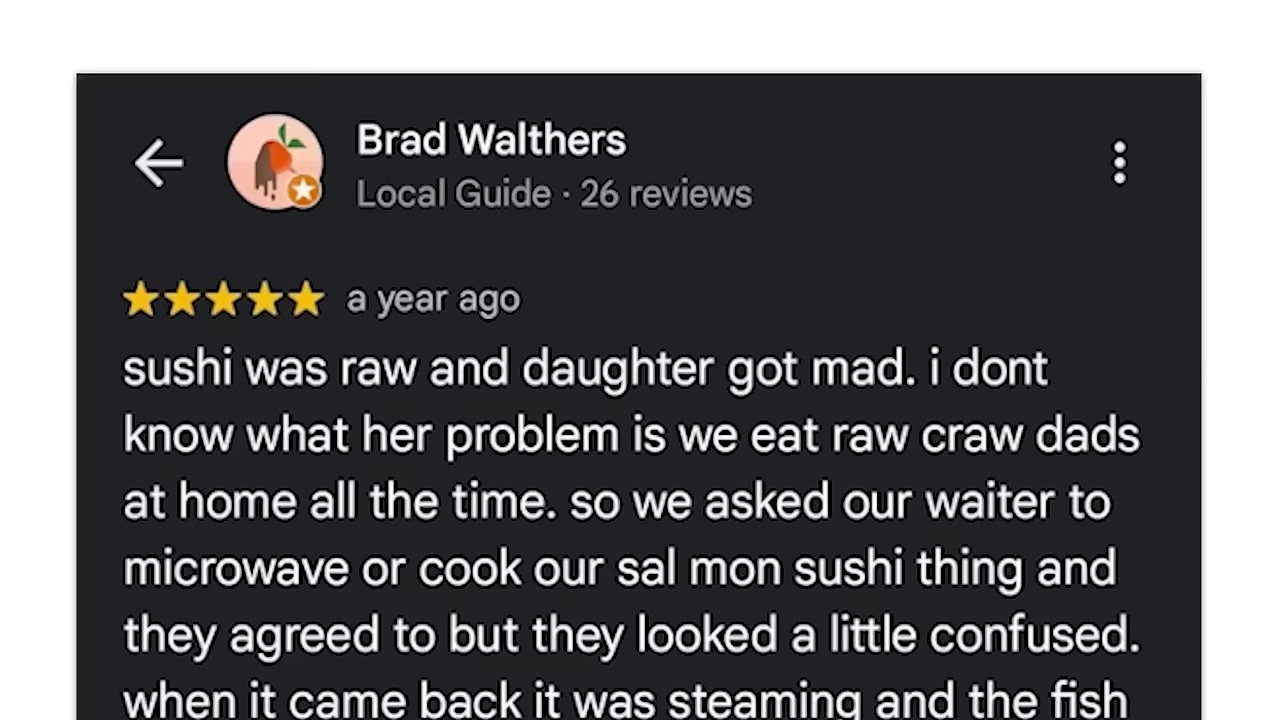 Brad Walthers
Local Guide · 26 reviews
a year ago
sushi was raw and daughter got mad. i dont
know what her problem is we eat raw craw dads
at home all the time. so we asked our waiter to
microwave or cook our sal mon sushi thing and
they agreed to but they looked a little confused.
when it came back it was steaming and the fish